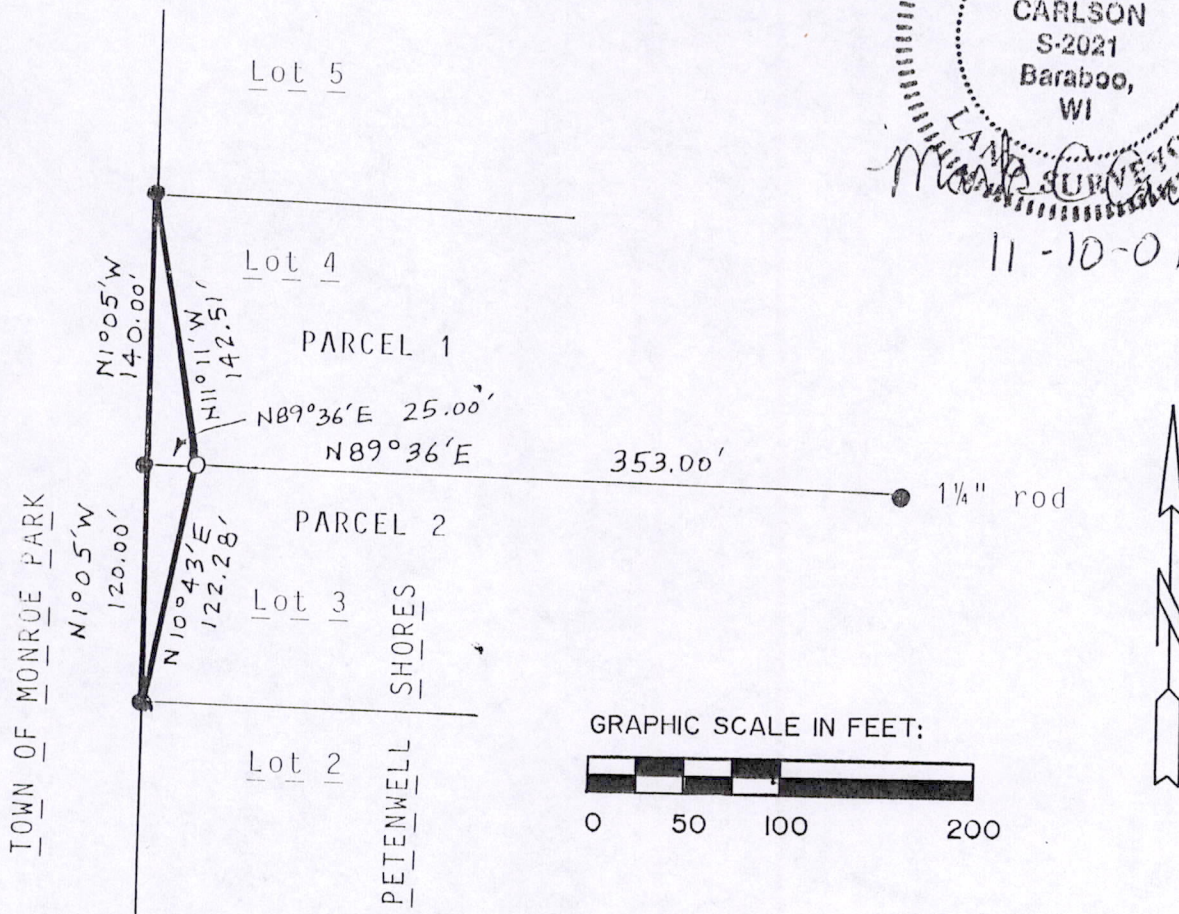 CARLSON
S-2021
Baraboo,
WI
LAND SURVEYO
11-10-0
Lot 5
Lot 4
N1°05'W
140.00'
N11°11'W
142.51'
PARCEL 1
N89°36'E 25.00'
N89°36'E
353.00'
1¼" rod
PARCEL 2
TOWN OF MONRUE PARK
N1°05'W
120.00'
N10°43'E
122.28'
Lot 3
PETENWELL SHORES
Lot 2
GRAPHIC SCALE IN FEET:
0 50 100 200
N